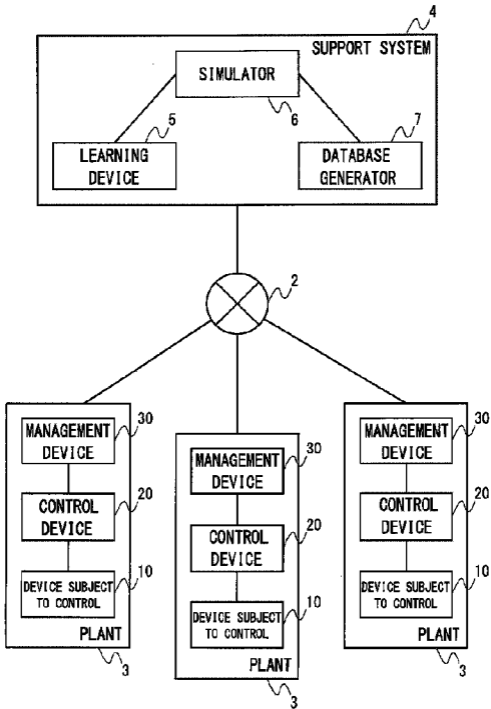 4
SUPPORT SYSTEM
SIMULATOR
6
5
LEARNING
DEVICE
7
DATABASE
GENERATOR
2
MANAGEMENT
DEVICE
30
CONTROL
DEVICE
20
DEVICE SUBJECT
TO CONTROL
10
PLANT
3
MANAGEMENT
DEVICE
30
CONTROL
DEVICE
20
DEVICE SUBJECT
TO CONTROL
10
PLANT
3
MANAGEMENT
DEVICE
30
CONTROL
DEVICE
20
DEVICE SUBJECT
TO CONTROL
10
PLANT
3